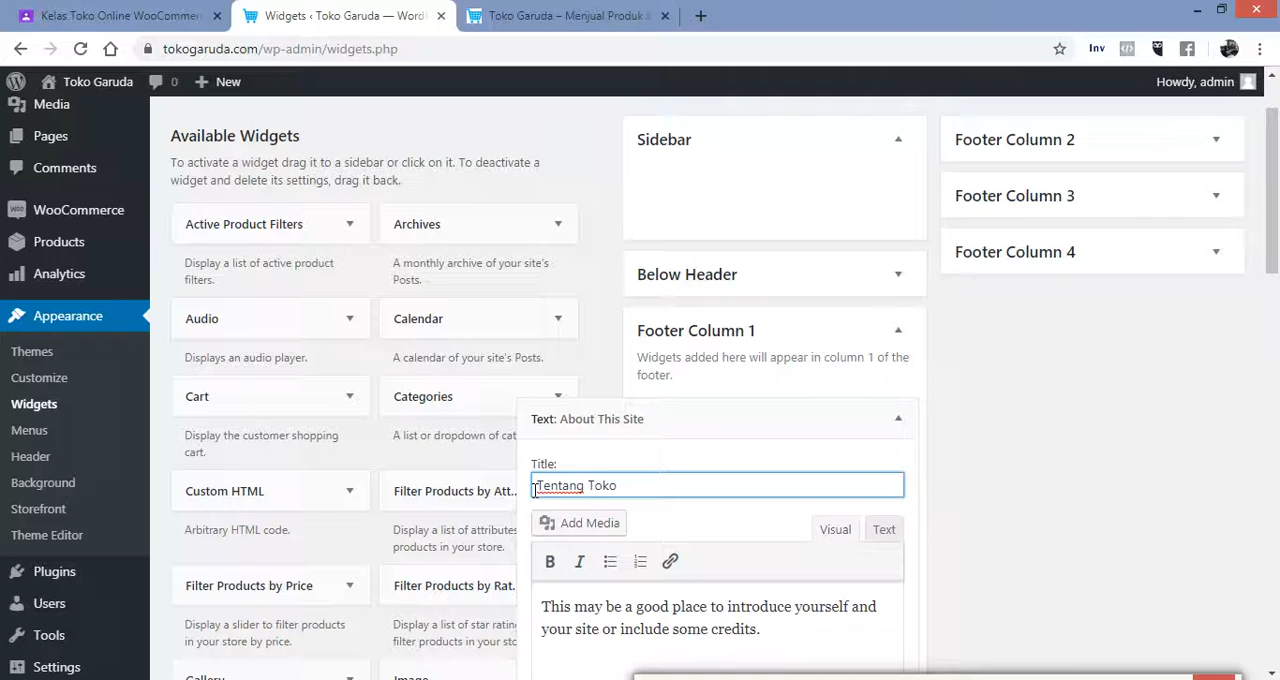 Kelas Toko Online WooCommer
Widgets ‹ Toko Garuda — Word
Toko Garuda – Menjual Produk
tokogaruda.com/wp-admin/widgets.php
Inv
Toko Garuda
0
New
Howdy, admin
Media
Pages
Comments
WooCommerce
Products
Analytics
Appearance
Themes
Customize
Widgets
Menus
Header
Background
Storefront
Theme Editor
Plugins
Users
Tools
Settings
Available Widgets
To activate a widget drag it to a sidebar or click on it. To deactivate a
widget and delete its settings, drag it back.
Active Product Filters
Display a list of active product
filters.
Archives
A monthly archive of your site's
Posts.
Audio
Displays an audio player.
Calendar
A calendar of your site's Posts.
Cart
Display the customer shopping
cart.
Categories
A list or dropdown of cat
Custom HTML
Arbitrary HTML code.
Filter Products by Att...
Display a list of attributes
products in your store.
Filter Products by Price
Display a slider to filter products
in your store by price.
Filter Products by Rat...
Display a list of star rating
filter products in your sto
Gallery
Image
Sidebar
Below Header
Footer Column 1
Widgets added here will appear in column 1 of the
footer.
Text: About This Site
Title:
Tentang Toko
Add Media
Visual
Text
B
I
This may be a good place to introduce yourself and
your site or include some credits.
Footer Column 2
Footer Column 3
Footer Column 4